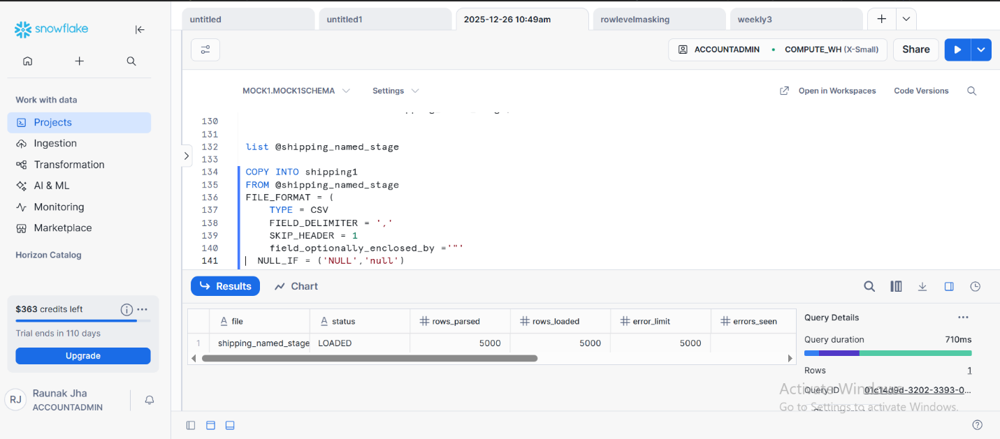 untitled
untitled1
2025-12-26 10:49am
rowlevelmasking
weekly3
snowflake
ACCOUNTADMIN • COMPUTE_WH (X-Small)
Share
Work with data
Projects
Ingestion
Transformation
AI & ML
Monitoring
Marketplace
Horizon Catalog
$363 credits left
Trial ends in 110 days
Upgrade
RJ
Raunak Jha
ACCOUNTADMIN
MOCK1.MOCK1SCHEMA
Settings
Open in Workspaces
Code Versions
130
131
132 list @shipping_named_stage
133
134 COPY INTO shipping1
135 FROM @shipping_named_stage
136 FILE_FORMAT = (
137 TYPE = CSV
138 FIELD_DELIMITER = ','
139 SKIP_HEADER = 1
140 field_optionally_enclosed_by ='"'
141 NULL_IF = ('NULL','null')
Results
Chart
file status rows_parsed rows_loaded error_limit errors_seen
1 shipping_named_stage LOADED 5000 5000 5000
Query Details
Query duration 710ms
Rows 1
Query ID 01c14d9d-3202-3393-0...
Activate Windows
Go to Settings to activate Windows.